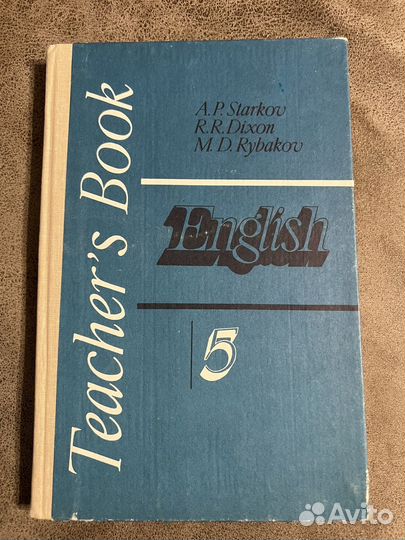 Teacher's Book
A.P. Starkov
R.R. Dixon
M.D. Rybakov
English
5
Avito